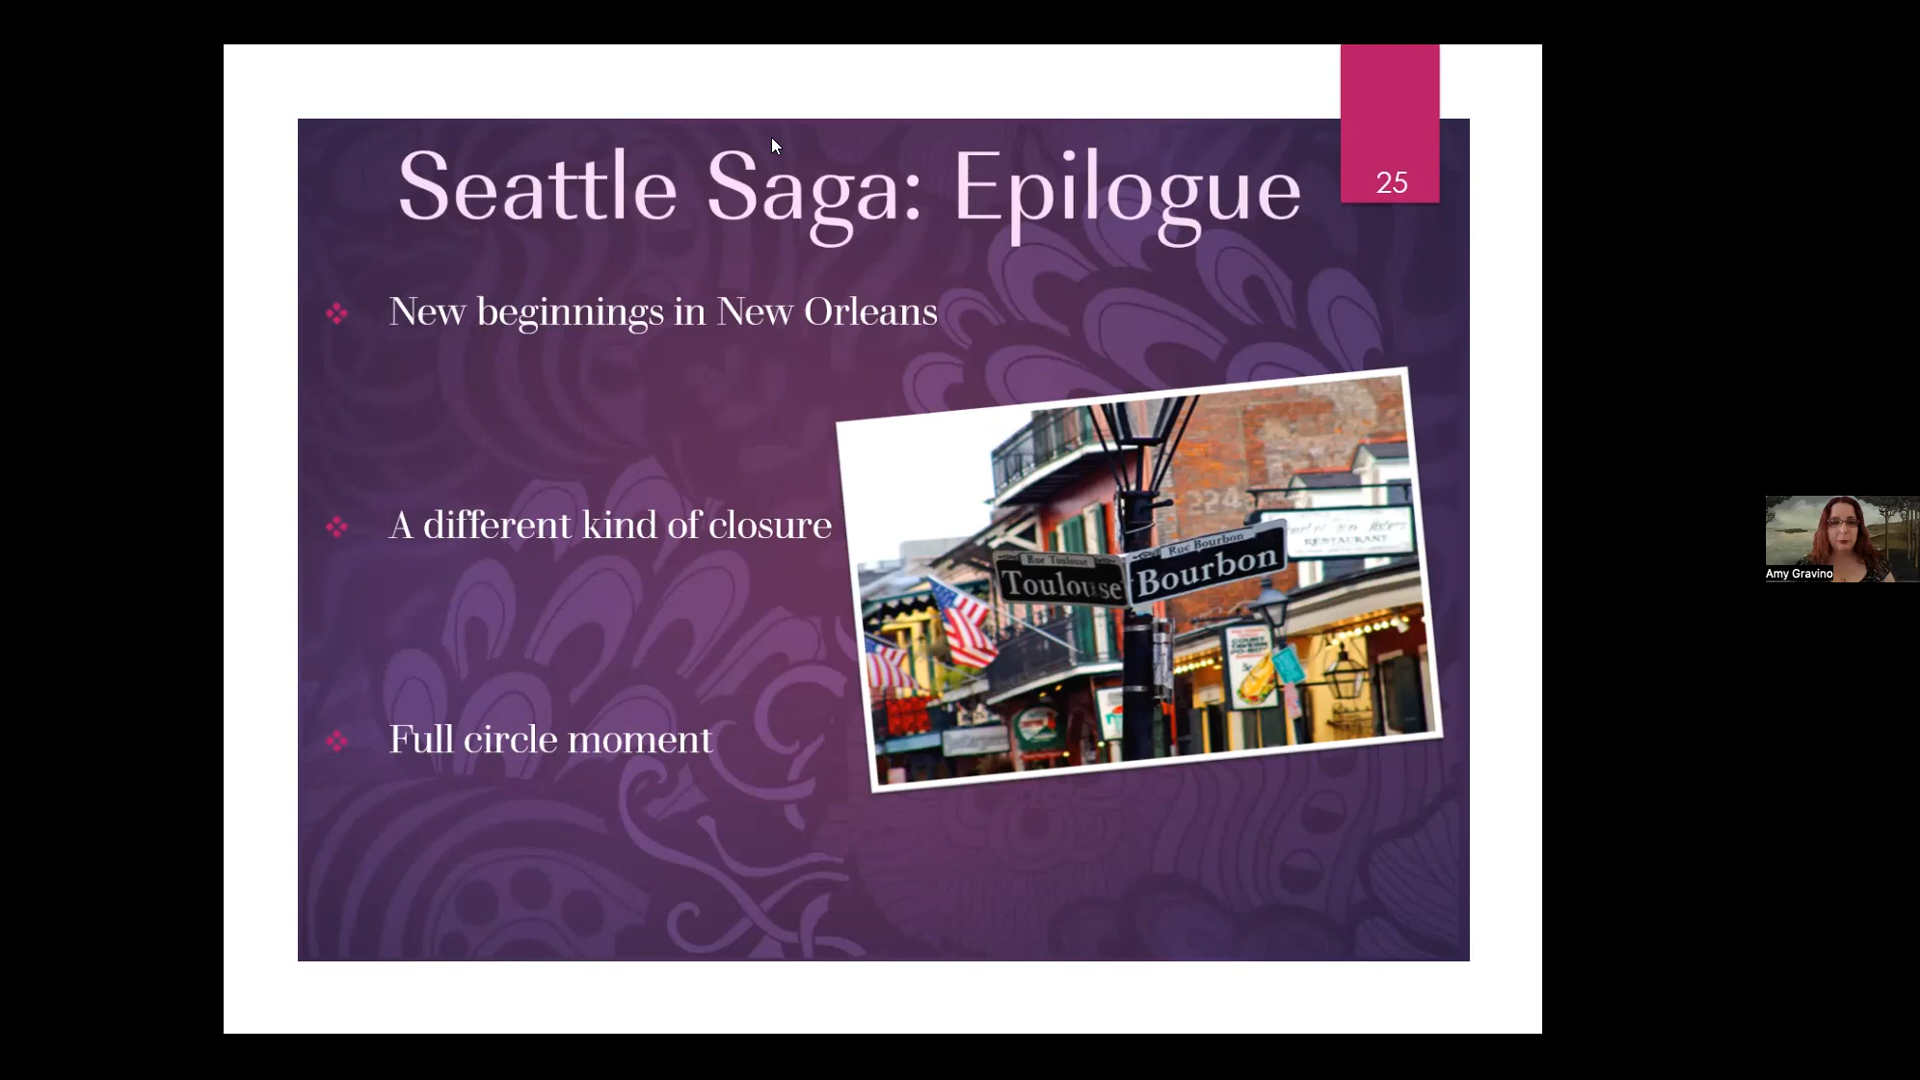 Seattle Saga: Epilogue
25
New beginnings in New Orleans
A different kind of closure
Full circle moment
224
Rue Toulouse
Toulouse
Rue Bourbon
Bourbon
RESTAURANT
Amy Gravino